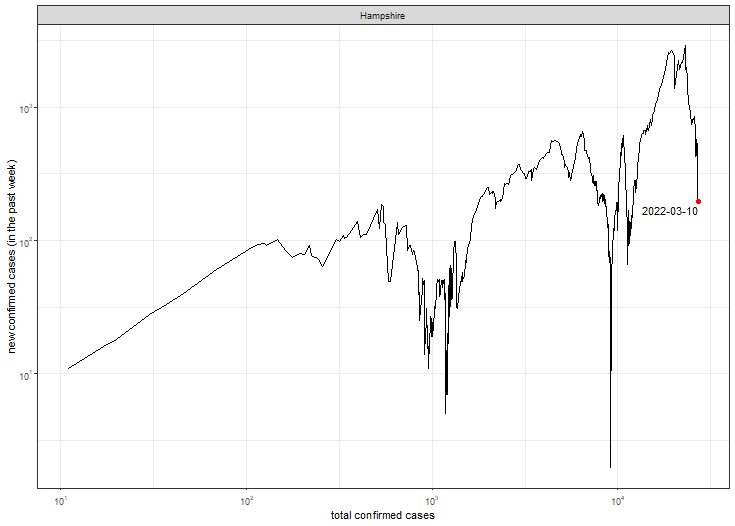 Hampshire
new confirmed cases (in the past week)
10³
10²
10¹
2022-03-10
10¹
10²
10³
10⁴
total confirmed cases